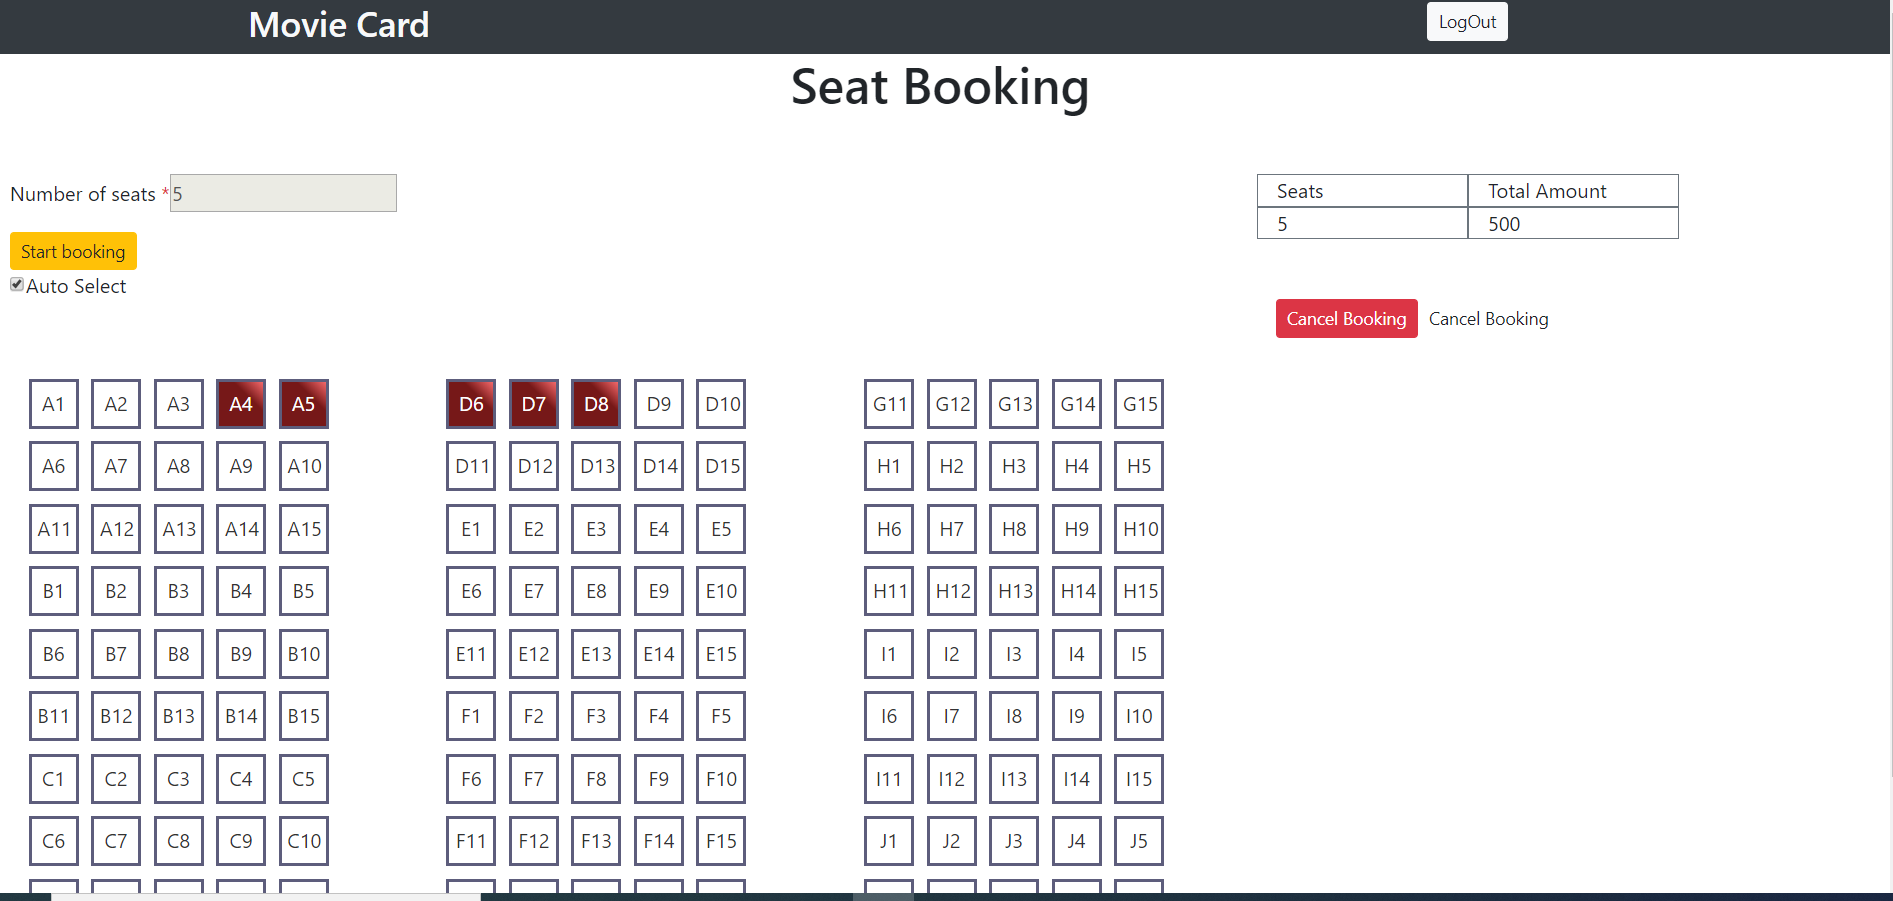 Movie Card LogOut
Seat Booking
Number of seats *5
Start booking
Auto Select
Seats Total Amount
5 500
Cancel Booking Cancel Booking
A1 A2 A3 A4 A5 D6 D7 D8 D9 D10 G11 G12 G13 G14 G15
A6 A7 A8 A9 A10 D11 D12 D13 D14 D15 H1 H2 H3 H4 H5
A11 A12 A13 A14 A15 E1 E2 E3 E4 E5 H6 H7 H8 H9 H10
B1 B2 B3 B4 B5 E6 E7 E8 E9 E10 H11 H12 H13 H14 H15
B6 B7 B8 B9 B10 E11 E12 E13 E14 E15 I1 I2 I3 I4 I5
B11 B12 B13 B14 B15 F1 F2 F3 F4 F5 I6 I7 I8 I9 I10
C1 C2 C3 C4 C5 F6 F7 F8 F9 F10 I11 I12 I13 I14 I15
C6 C7 C8 C9 C10 F11 F12 F13 F14 F15 J1 J2 J3 J4 J5